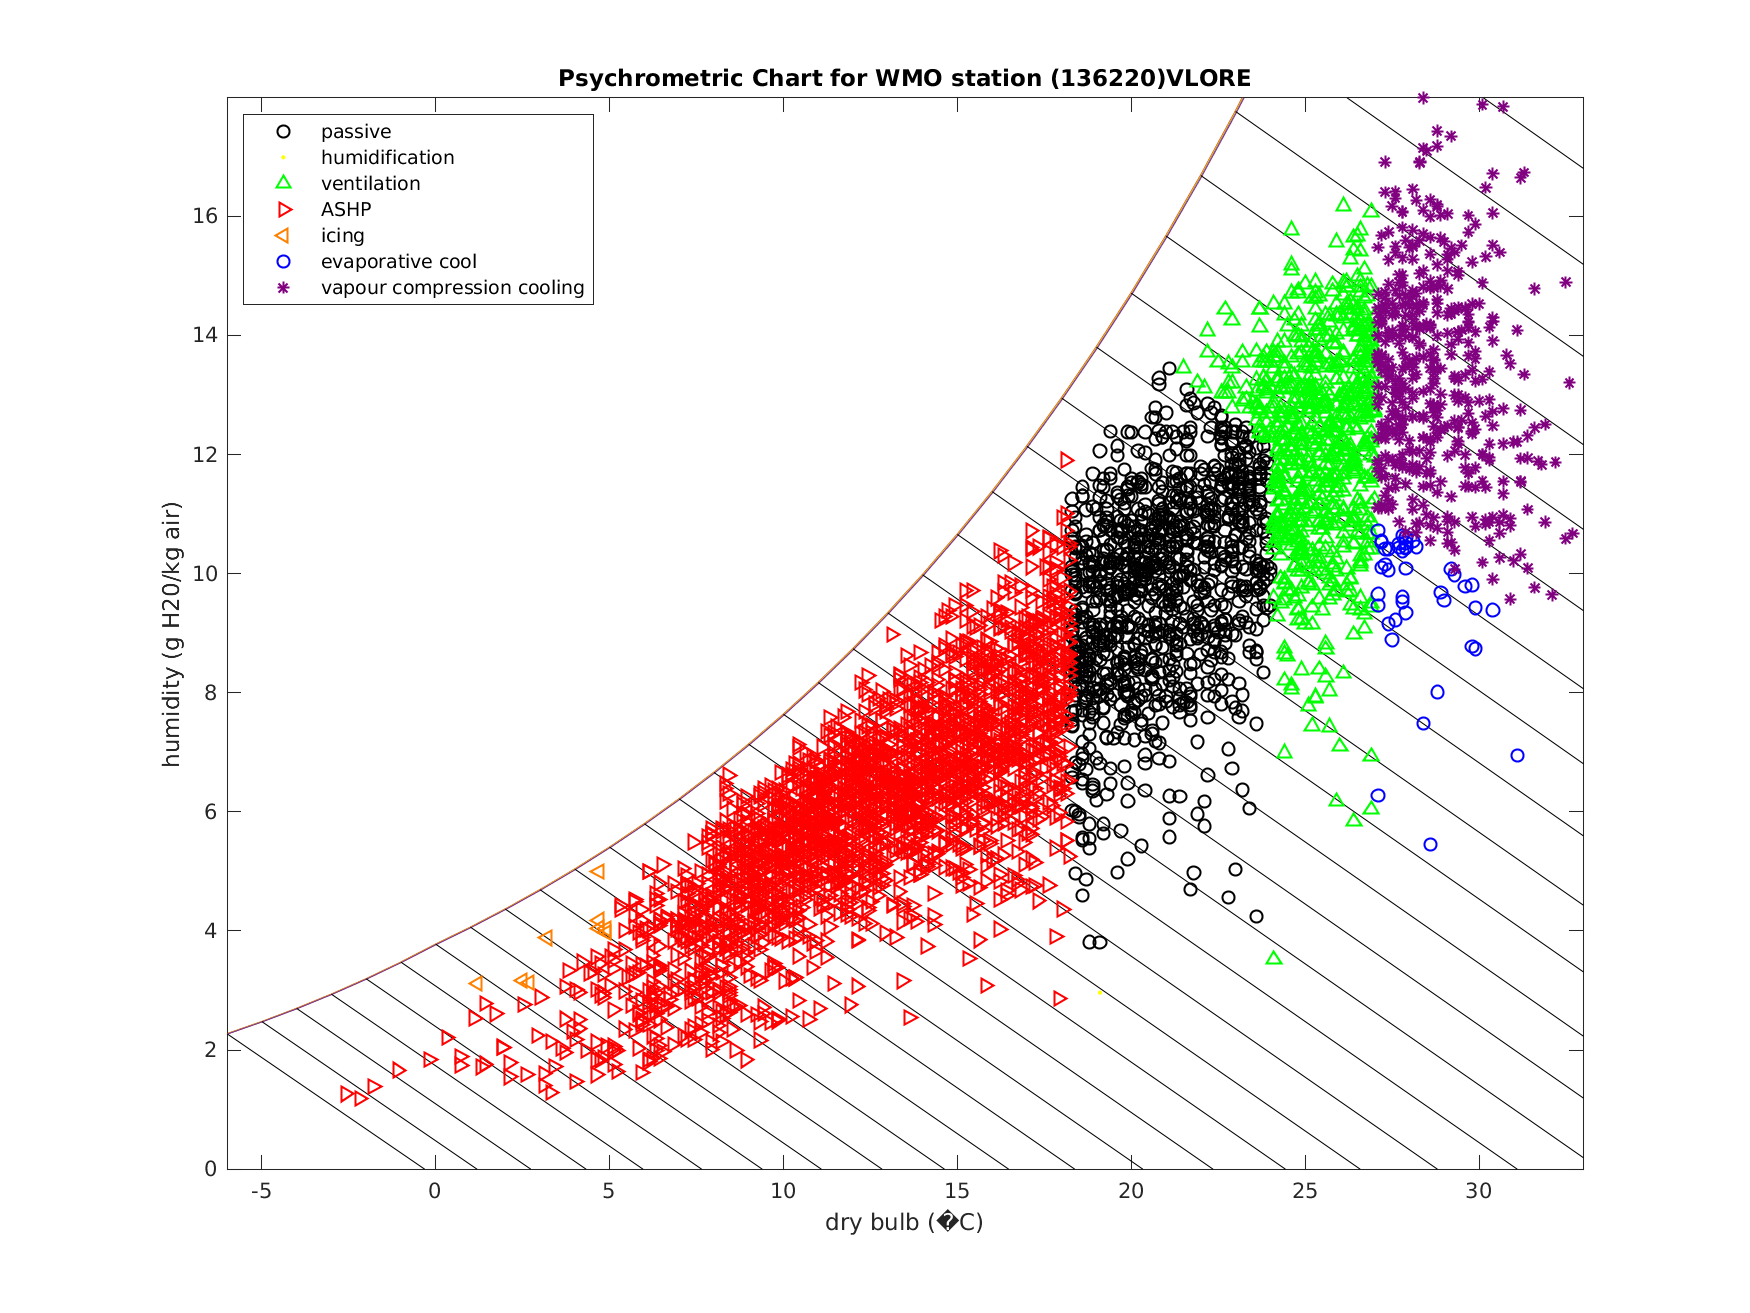 Psychrometric Chart for WMO station (136220)VLORE
passive
humidification
ventilation
ASHP
icing
evaporative cool
vapour compression cooling
humidity (g H20/kg air)
16
14
12
10
8
6
4
2
0
-5 0 5 10 15 20 25 30
dry bulb (�C)